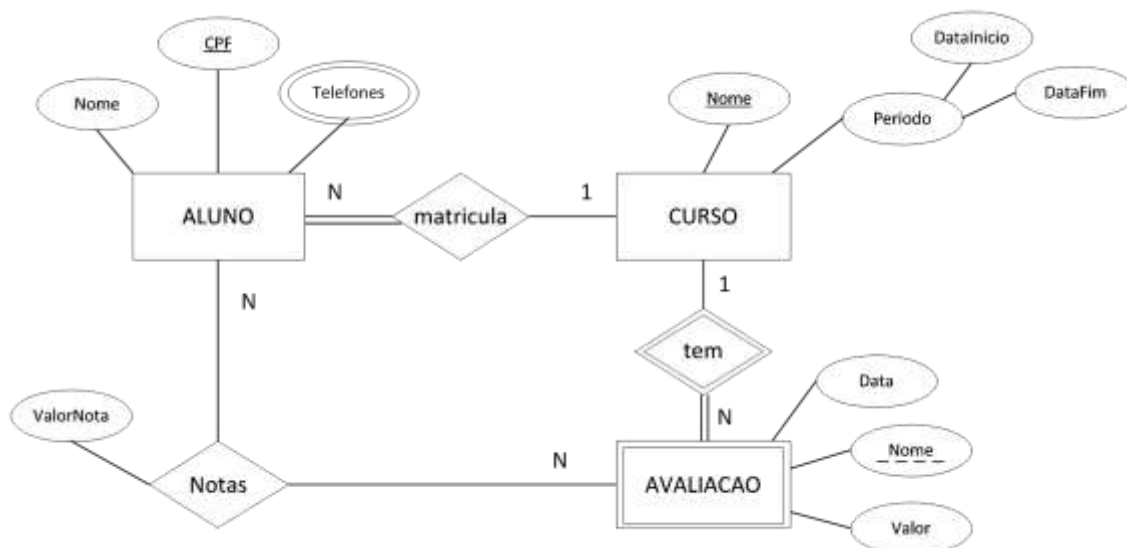 CPF
DataInicio
Telefones
DataFim
Nome
Nome
Periodo
N
1
ALUNO
matricula
CURSO
N
1
tem
Data
ValorNota
N
N
Nome
Notas
AVALIACAO
Valor